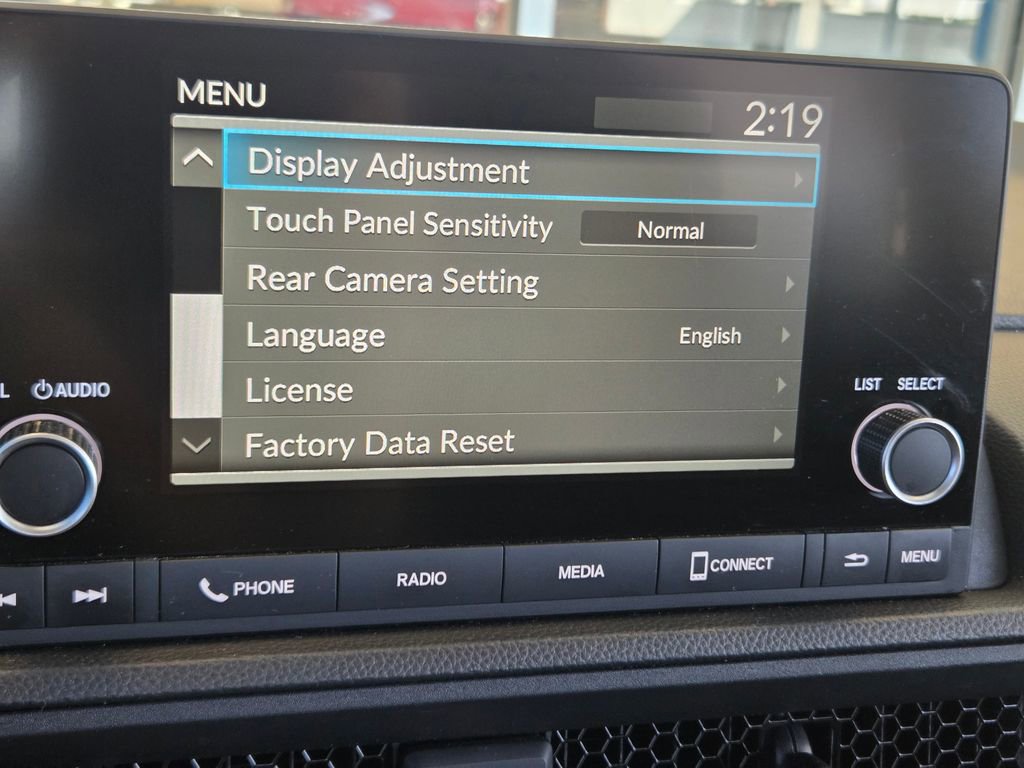 MENU
2:19
Display Adjustment
Touch Panel Sensitivity Normal
Rear Camera Setting
Language English
License
Factory Data Reset
L AUDIO
LIST SELECT
PHONE
RADIO
MEDIA
CONNECT
MENU